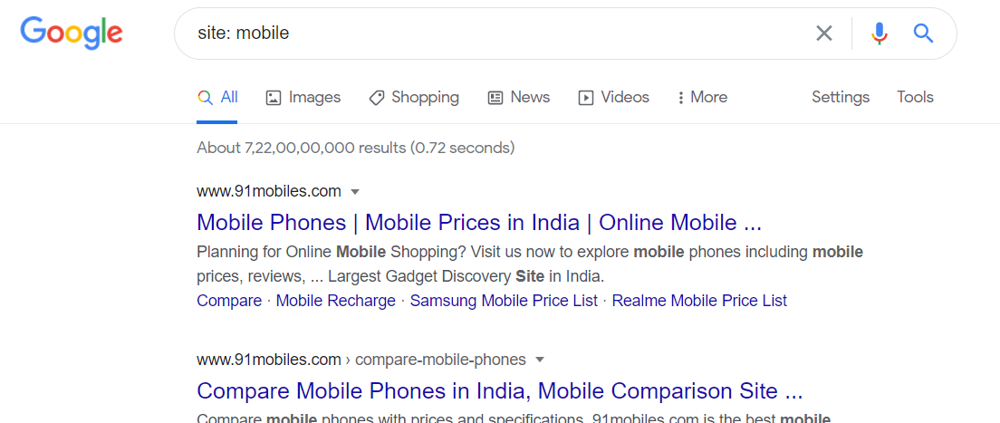 Google
site: mobile
All Images Shopping News Videos More Settings Tools
About 7,22,00,00,000 results (0.72 seconds)
www.91mobiles.com
Mobile Phones | Mobile Prices in India | Online Mobile ...
Planning for Online Mobile Shopping? Visit us now to explore mobile phones including mobile
prices, reviews, ... Largest Gadget Discovery Site in India.
Compare · Mobile Recharge · Samsung Mobile Price List · Realme Mobile Price List
www.91mobiles.com › compare-mobile-phones
Compare Mobile Phones in India, Mobile Comparison Site ...
Compare mobile phones with prices and specifications. 91mobiles.com is the best mobile